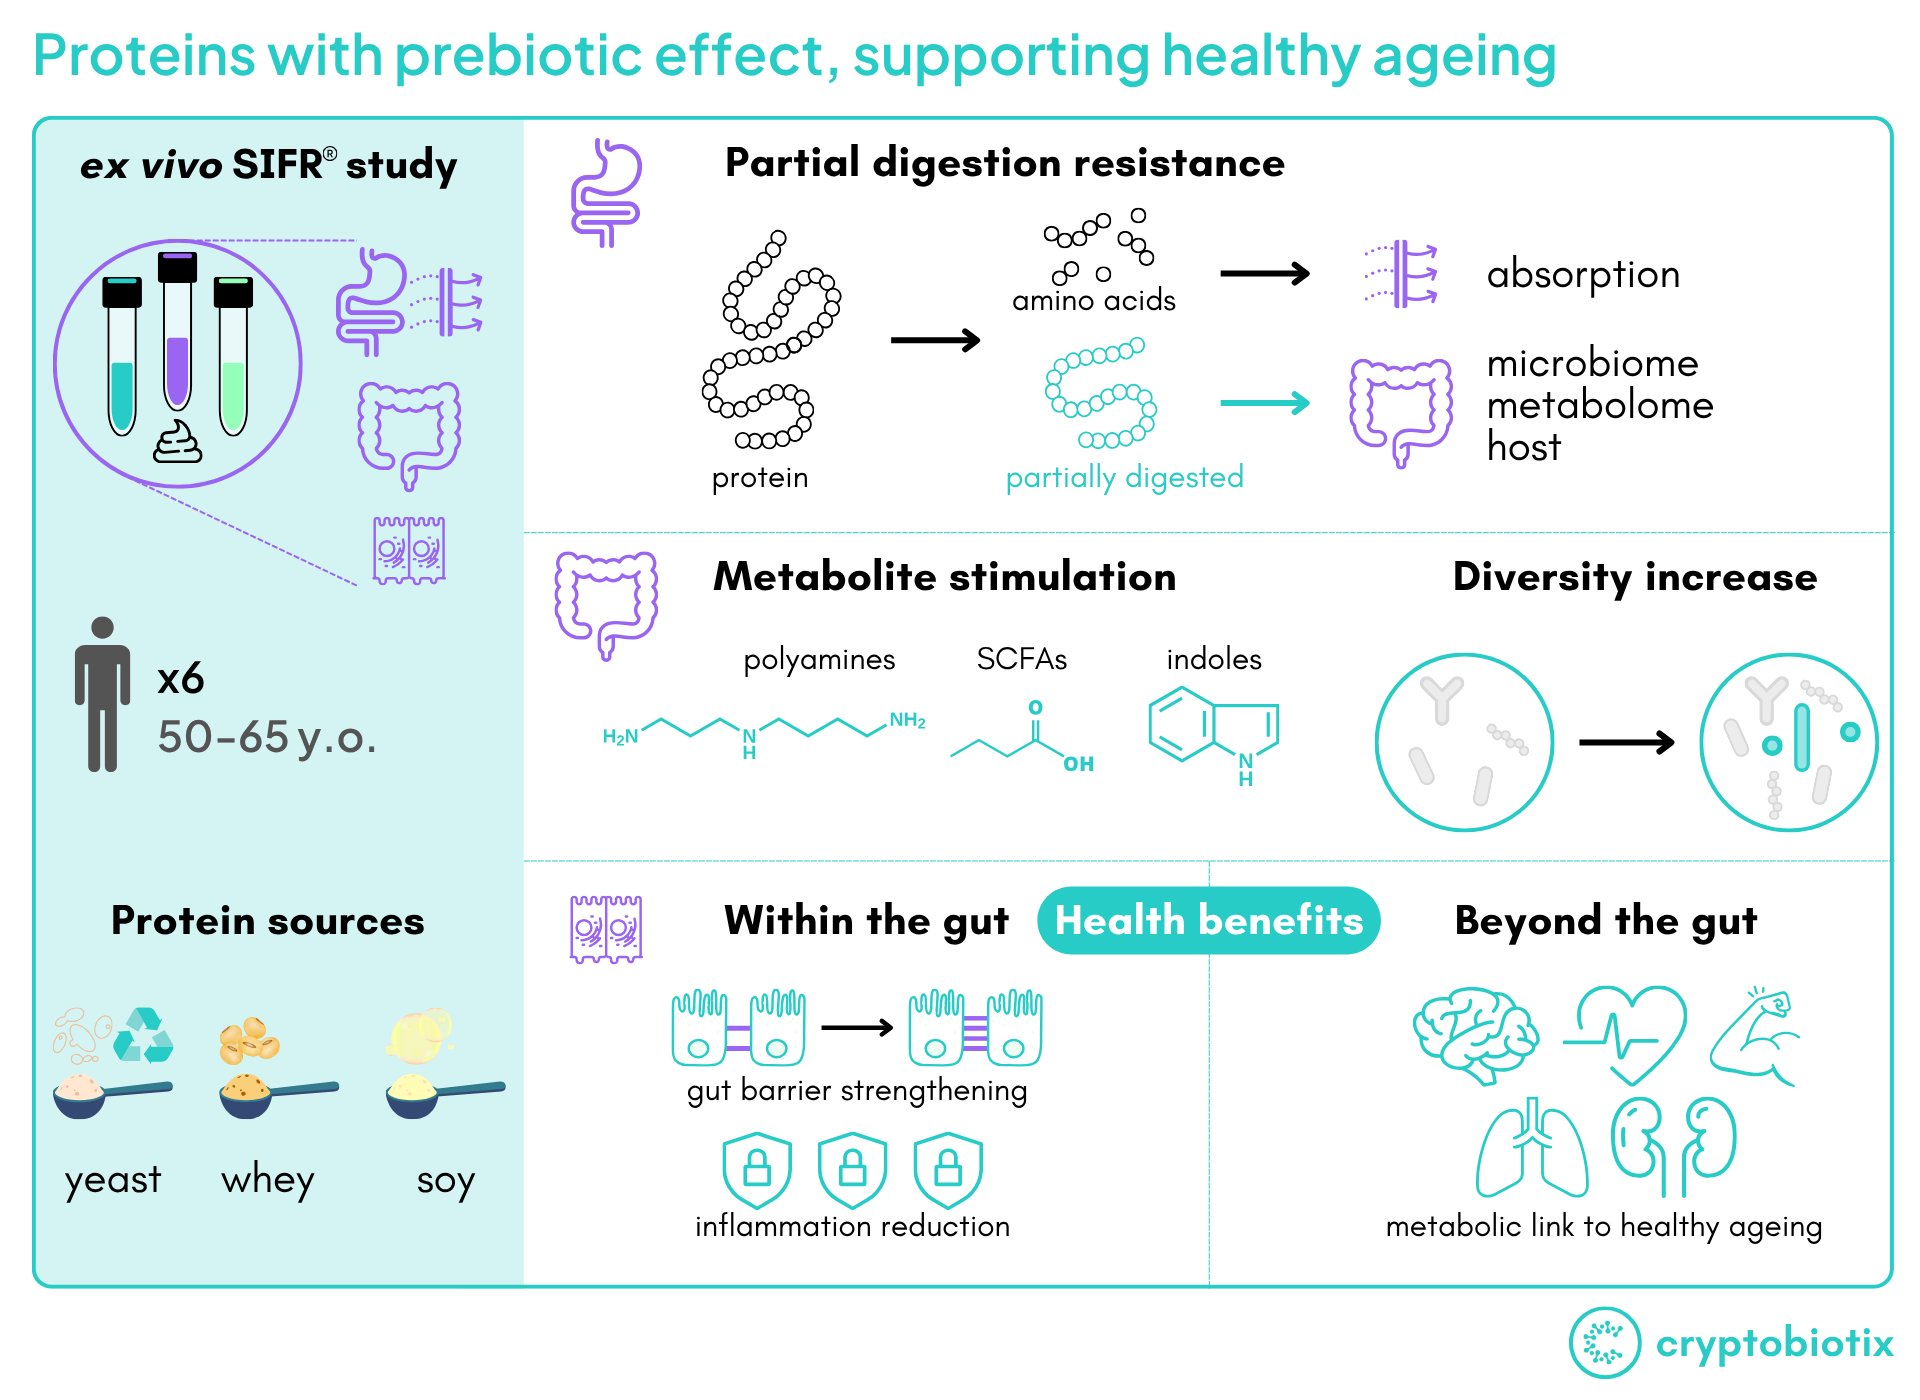 Proteins with prebiotic effect, supporting healthy ageing
ex vivo SIFR® study
x6
50-65 y.o.
Protein sources
yeast
whey
soy
Partial digestion resistance
protein
amino acids
partially digested
absorption
microbiome
metabolome
host
Metabolite stimulation
polyamines
H₂N
N
H
NH₂
SCFAs
O
OH
indoles
N
H
Diversity increase
Health benefits
Within the gut
gut barrier strengthening
inflammation reduction
Beyond the gut
metabolic link to healthy ageing
cryptobiotix